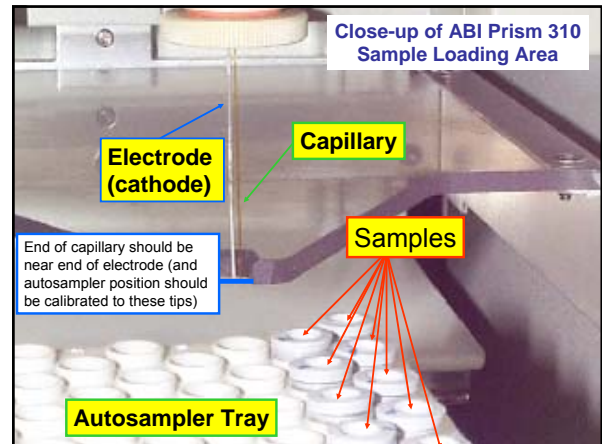 Close-up of ABI Prism 310
Sample Loading Area
Electrode
(cathode)
Capillary
End of capillary should be
near end of electrode (and
autosampler position should
be calibrated to these tips)
Samples
Autosampler Tray